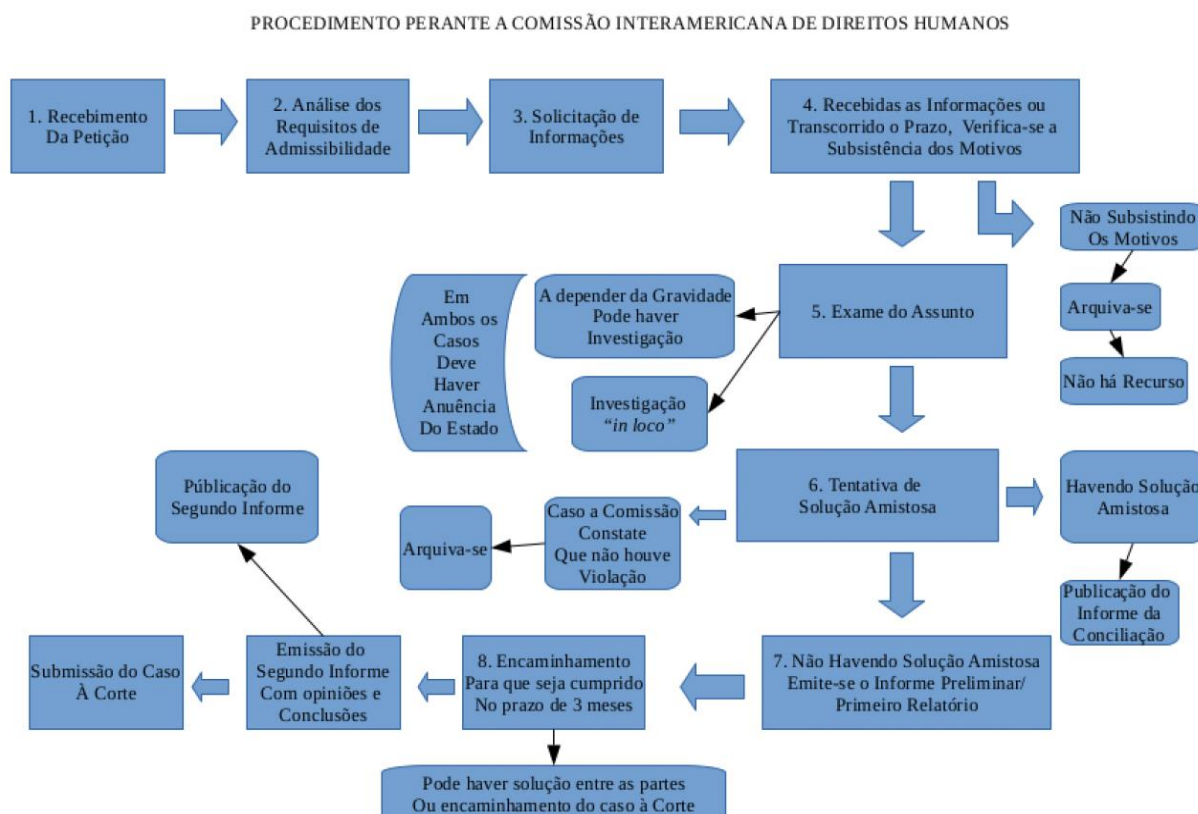 PROCEDIMENTO PERANTE A COMISSÃO INTERAMERICANA DE DIREITOS HUMANOS
1. Recebimento
Da Petição
2. Análise dos
Requisitos de
Admissibilidade
3. Solicitação de
Informações
4. Recebidas as Informações ou
Transcorrido o Prazo, Verifica-se a
Subsistência dos Motivos
Não Subsistindo
Os Motivos
Arquiva-se
Não há Recurso
5. Exame do Assunto
A depender da Gravidade
Pode haver
Investigação
Investigação
“in loco”
Em
Ambos os
Casos
Deve
Haver
Anuência
Do Estado
6. Tentativa de
Solução Amistosa
Havendo Solução
Amistosa
Publicação do
Informe da
Conciliação
Caso a Comissão
Constate
Que não houve
Violação
Arquiva-se
7. Não Havendo Solução Amistosa
Emite-se o Informe Preliminar/
Primeiro Relatório
8. Encaminhamento
Para que seja cumprido
No prazo de 3 meses
Pode haver solução entre as partes
Ou encaminhamento do caso à Corte
Emissão do
Segundo Informe
Com opiniões e
Conclusões
Públicação do
Segundo Informe
Submissão do Caso
À Corte